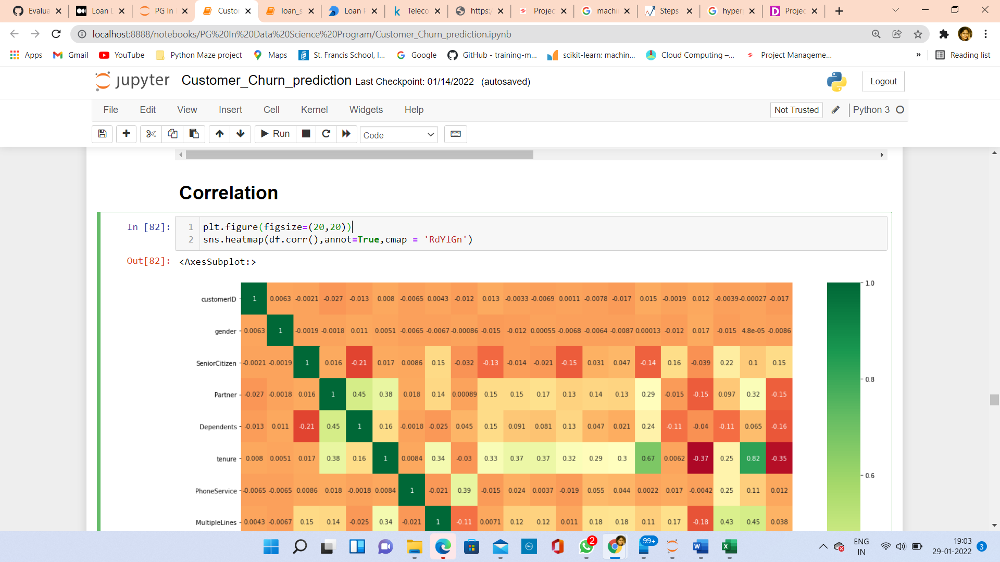 Evalua
Loan D
PG In
Custor
loan_s
Loan P
Teleco
https:/
Projec
machi
Steps
hyperp
Projec
localhost:8888/notebooks/PG%20In%20Data%20Science%20Program/Customer_Churn_prediction.ipynb
Apps Gmail YouTube Python Maze project Maps St. Francis School, I... Google GitHub - training-m... scikit-learn: machin... Cloud Computing –... Project Manageme... » Reading list
jupyter Customer_Churn_prediction Last Checkpoint: 01/14/2022 (autosaved) Logout
File Edit View Insert Cell Kernel Widgets Help Not Trusted Python 3
Run Code
Correlation
In [82]: 1 plt.figure(figsize=(20,20))
2 sns.heatmap(df.corr(),annot=True,cmap = 'RdYlGn')
Out[82]: <AxesSubplot:>
customerID 1 0.0063 -0.0021 -0.027 -0.013 0.008 -0.0065 0.0043 -0.012 0.013 -0.0033 -0.0069 0.0011 -0.0078 -0.017 0.015 -0.0019 0.012 -0.0039 -0.00027 -0.017
gender 0.0063 1 -0.0019 -0.0018 0.011 0.0051 -0.0065 -0.0067 -0.00086 -0.015 -0.012 0.00055 -0.0068 -0.0064 -0.0087 0.00013 -0.012 0.017 -0.015 4.8e-05 -0.0086
SeniorCitizen -0.0021 -0.0019 1 0.016 -0.21 0.017 0.0086 0.15 -0.032 -0.13 -0.014 -0.021 -0.15 0.031 0.047 -0.14 0.16 -0.039 0.22 0.1 0.15
Partner -0.027 -0.0018 0.016 1 0.45 0.38 0.018 0.14 0.00089 0.15 0.15 0.17 0.13 0.14 0.13 0.29 -0.015 -0.15 0.097 0.32 -0.15
Dependents -0.013 0.011 -0.21 0.45 1 0.16 -0.0018 -0.025 0.045 0.15 0.091 0.081 0.13 0.047 0.021 0.24 -0.11 -0.04 -0.11 0.065 -0.16
tenure 0.008 0.0051 0.017 0.38 0.16 1 0.0084 0.34 -0.03 0.33 0.37 0.37 0.32 0.29 0.3 0.67 0.0062 -0.37 0.25 0.82 -0.35
PhoneService -0.0065 -0.0065 0.0086 0.018 -0.0018 0.0084 1 -0.021 0.39 -0.015 0.024 0.0037 -0.019 0.055 0.044 0.0022 0.017 -0.0042 0.25 0.11 0.012
MultipleLines 0.0043 -0.0067 0.15 0.14 -0.025 0.34 -0.021 1 -0.11 0.0071 0.12 0.12 0.011 0.18 0.18 0.11 0.17 -0.18 0.43 0.45 0.038
1.0
0.8
0.6
2
99+
ENG
IN
19:03
29-01-2022
3